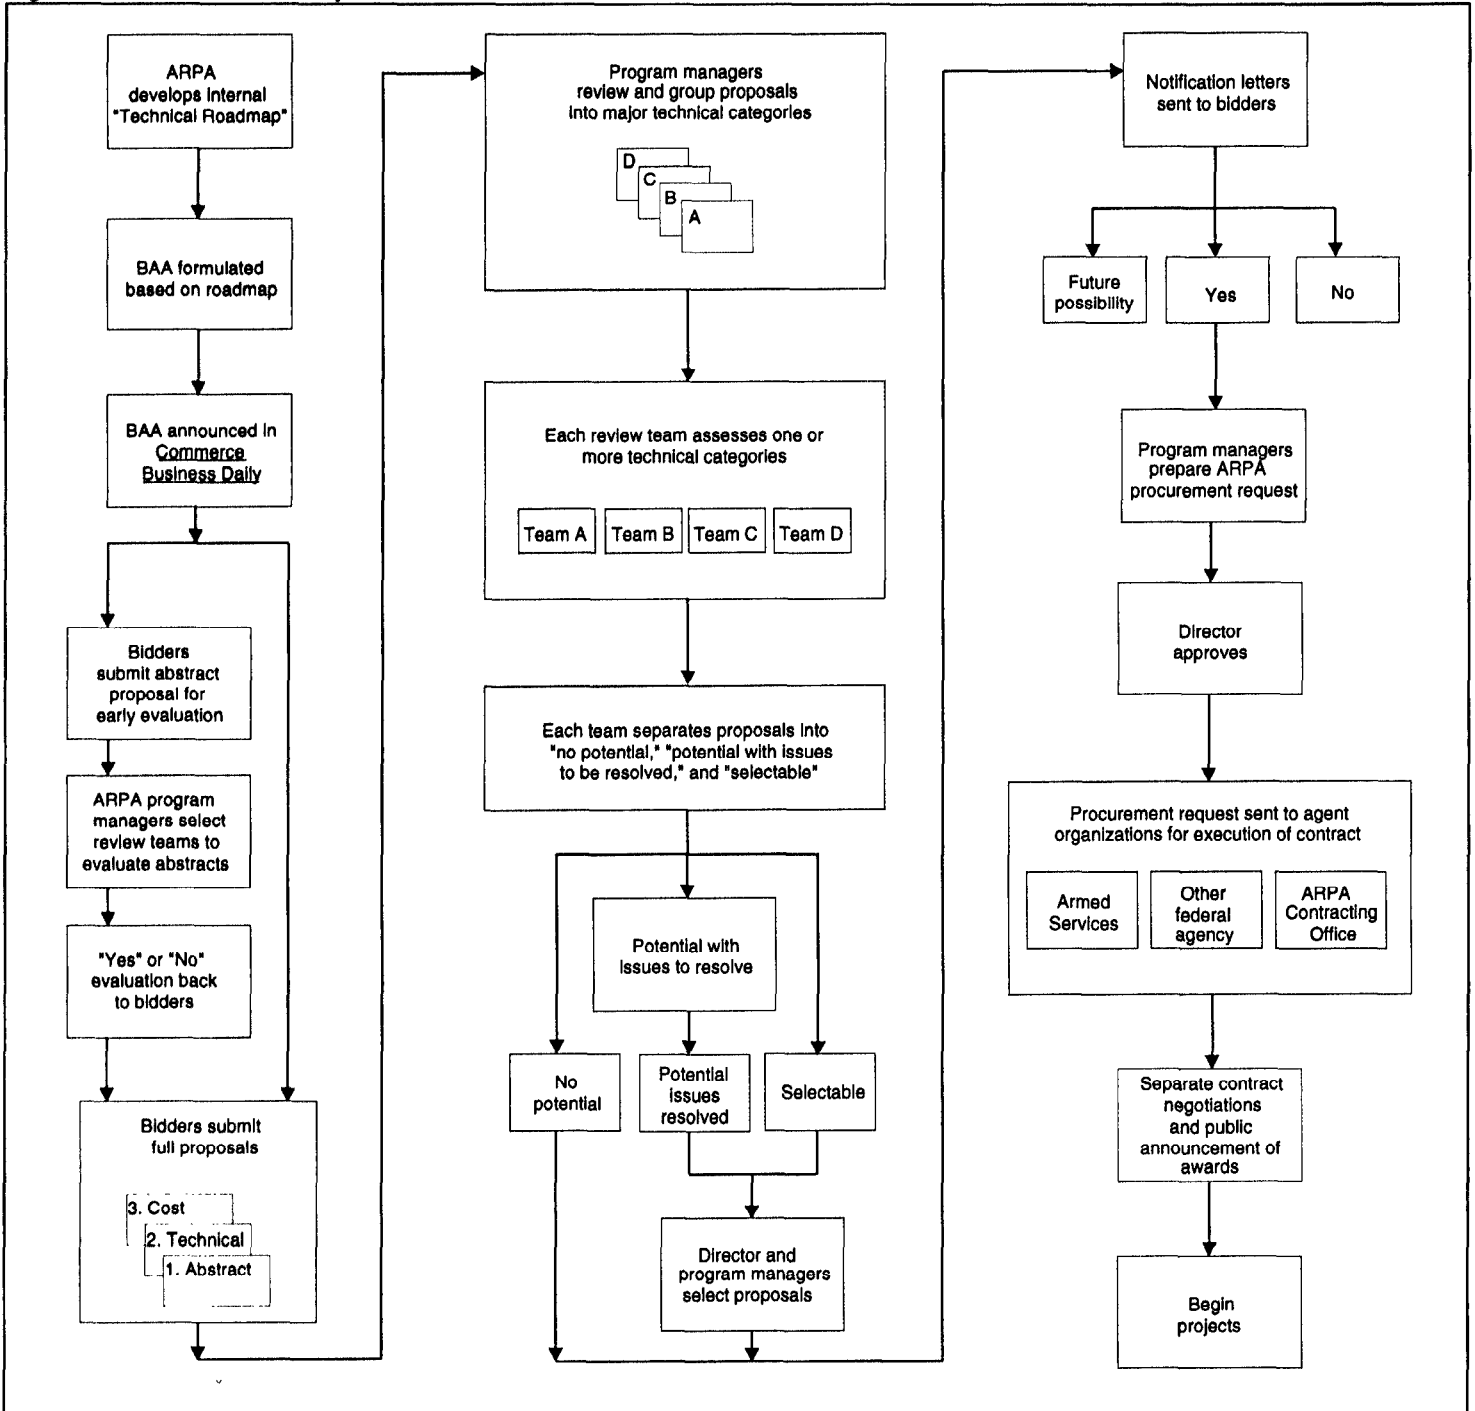 ARPA
develops internal
"Technical Roadmap"
BAA formulated
based on roadmap
BAA announced in
Commerce
Business Daily
Bidders
submit abstract
proposal for
early evaluation
ARPA program
managers select
review teams to
evaluate abstracts
"Yes" or "No"
evaluation back
to bidders
Bidders submit
full proposals
3. Cost
2. Technical
1. Abstract
Program managers
review and group proposals
into major technical categories
D
C
B
A
Each review team assesses one or
more technical categories
Team A
Team B
Team C
Team D
Each team separates proposals into
"no potential," "potential with issues
to be resolved," and "selectable"
Potential with
issues to resolve
No
potential
Potential
issues
resolved
Selectable
Director and
program managers
select proposals
Notification letters
sent to bidders
Future
possibility
Yes
No
Program managers
prepare ARPA
procurement request
Director
approves
Procurement request sent to agent
organizations for execution of contract
Armed
Services
Other
federal
agency
ARPA
Contracting
Office
Separate contract
negotiations
and public
announcement of
awards
Begin
projects